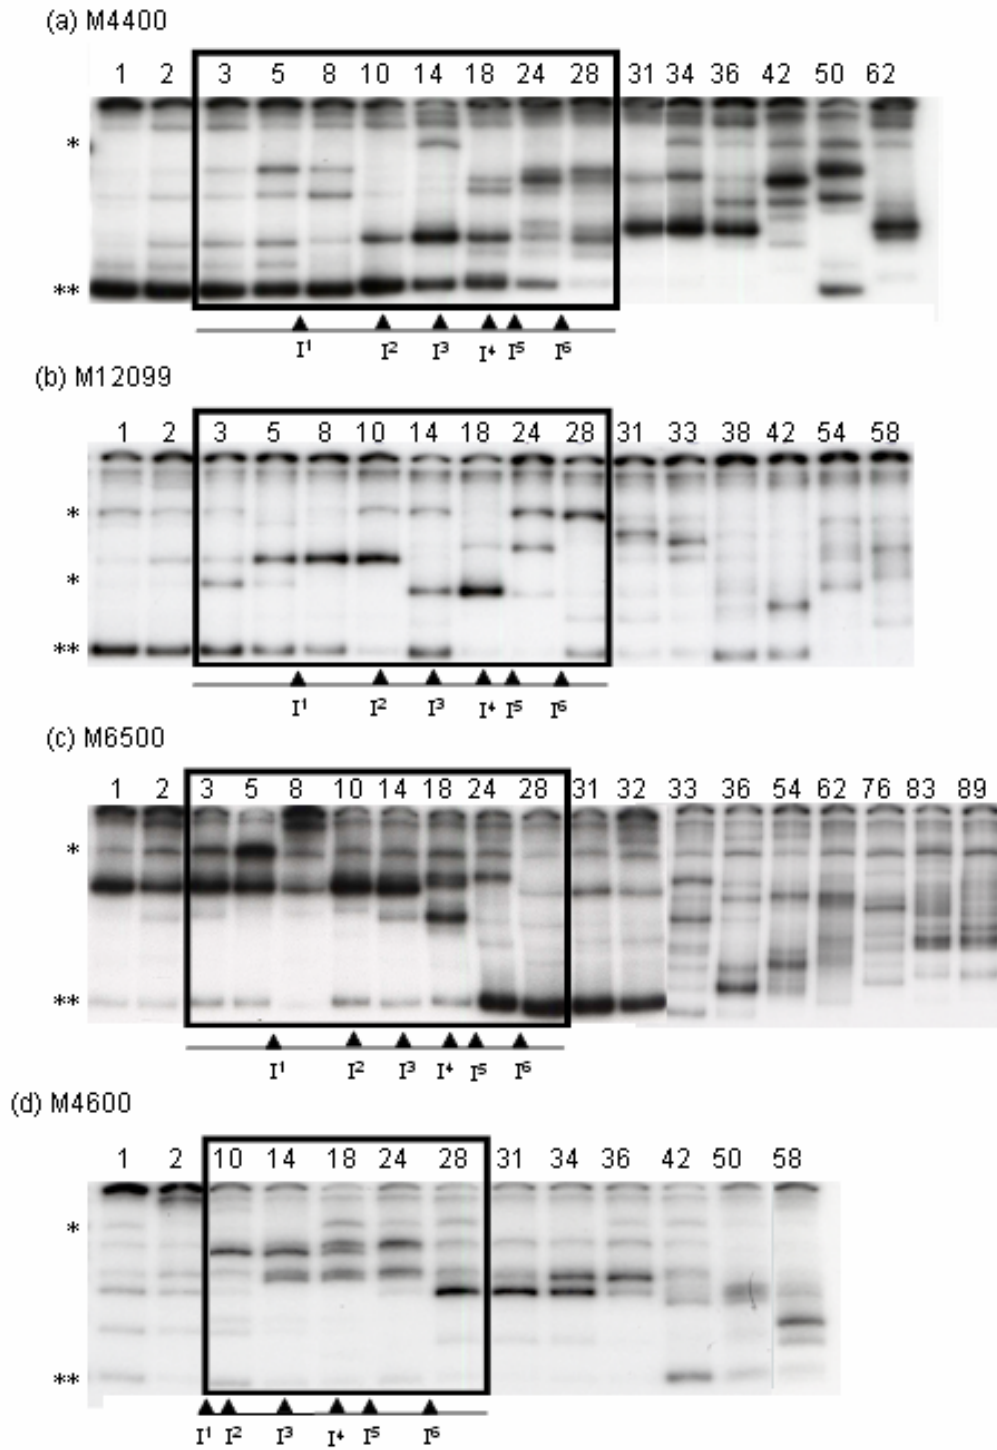 (a) M4400
1 2 3 5 8 10 14 18 24 28 31 34 36 42 50 62
*
**
I¹ I² I³ I⁴ I⁵ I⁶
(b) M12099
1 2 3 5 8 10 14 18 24 28 31 33 38 42 54 58
*
*
**
I¹ I² I³ I⁴ I⁵ I⁶
(c) M6500
1 2 3 5 8 10 14 18 24 28 31 32 33 36 54 62 76 83 89
*
**
I¹ I² I³ I⁴ I⁵ I⁶
(d) M4600
1 2 10 14 18 24 28 31 34 36 42 50 58
*
**
I¹ I² I³ I⁴ I⁵ I⁶